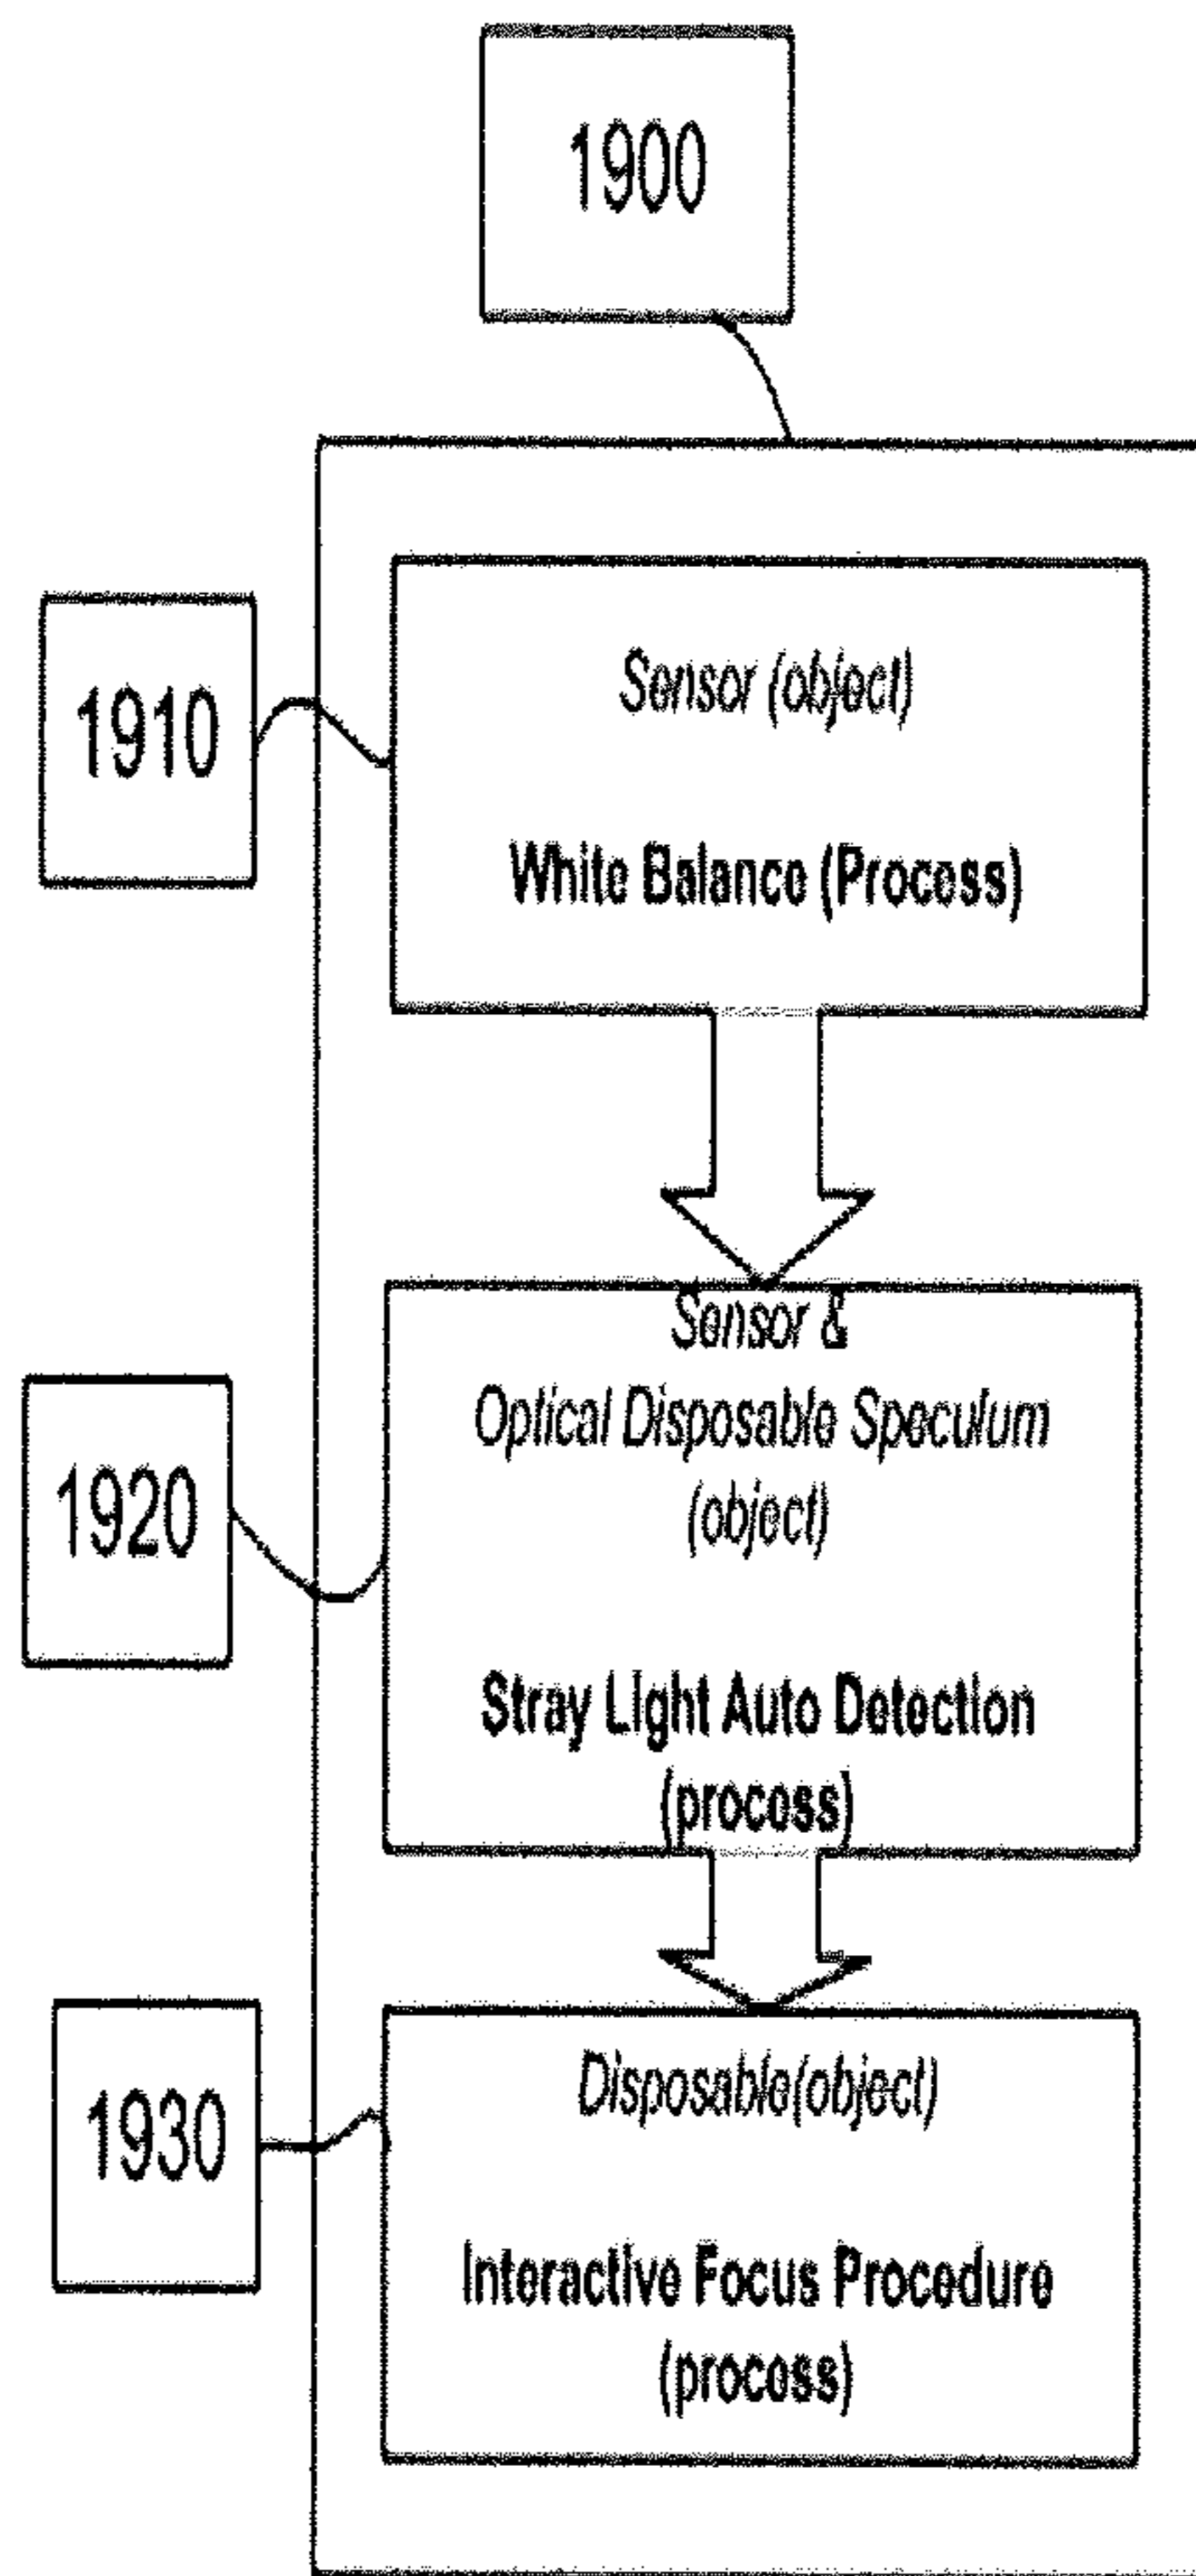 1900
1910
Sensor (object)
White Balance (Process)
1920
Sensor &
Optical Disposable Speculum
(object)
Stray Light Auto Detection
(process)
1930
Disposable(object)
Interactive Focus Procedure
(process)